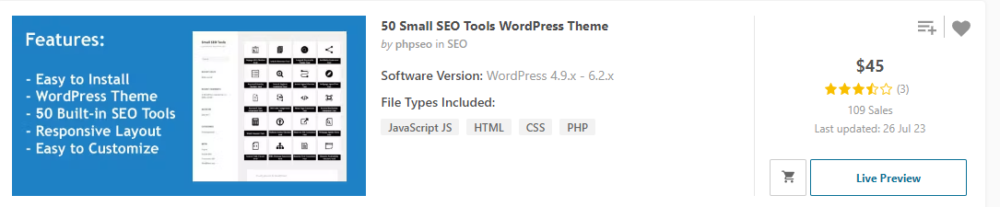 Features:
- Easy to Install
- WordPress Theme
- 50 Built-in SEO Tools
- Responsive Layout
- Easy to Customize
Small SEO Tools
50 Small SEO Tools WordPress Theme
by phpseo in SEO
Software Version: WordPress 4.9.x - 6.2.x
File Types Included:
JavaScript JS HTML CSS PHP
$45
(3)
109 Sales
Last updated: 26 Jul 23
Live Preview